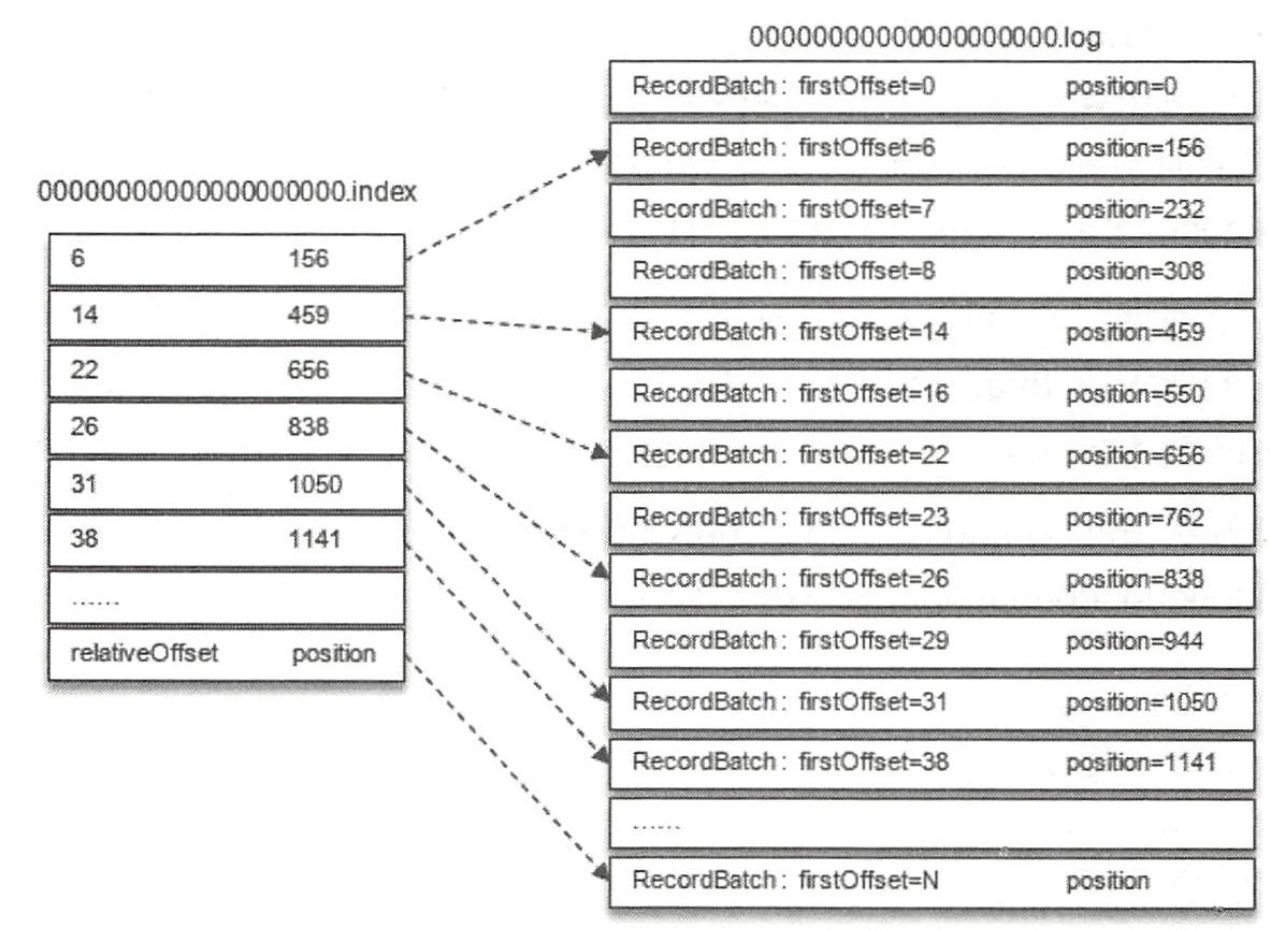 00000000000000000000.index
6 156
14 459
22 656
26 838
31 1050
38 1141
......
relativeOffset position
00000000000000000000.log
RecordBatch: firstOffset=0 position=0
RecordBatch: firstOffset=6 position=156
RecordBatch: firstOffset=7 position=232
RecordBatch: firstOffset=8 position=308
RecordBatch: firstOffset=14 position=459
RecordBatch: firstOffset=16 position=550
RecordBatch: firstOffset=22 position=656
RecordBatch: firstOffset=23 position=762
RecordBatch: firstOffset=26 position=838
RecordBatch: firstOffset=29 position=944
RecordBatch: firstOffset=31 position=1050
RecordBatch: firstOffset=38 position=1141
......
RecordBatch: firstOffset=N position